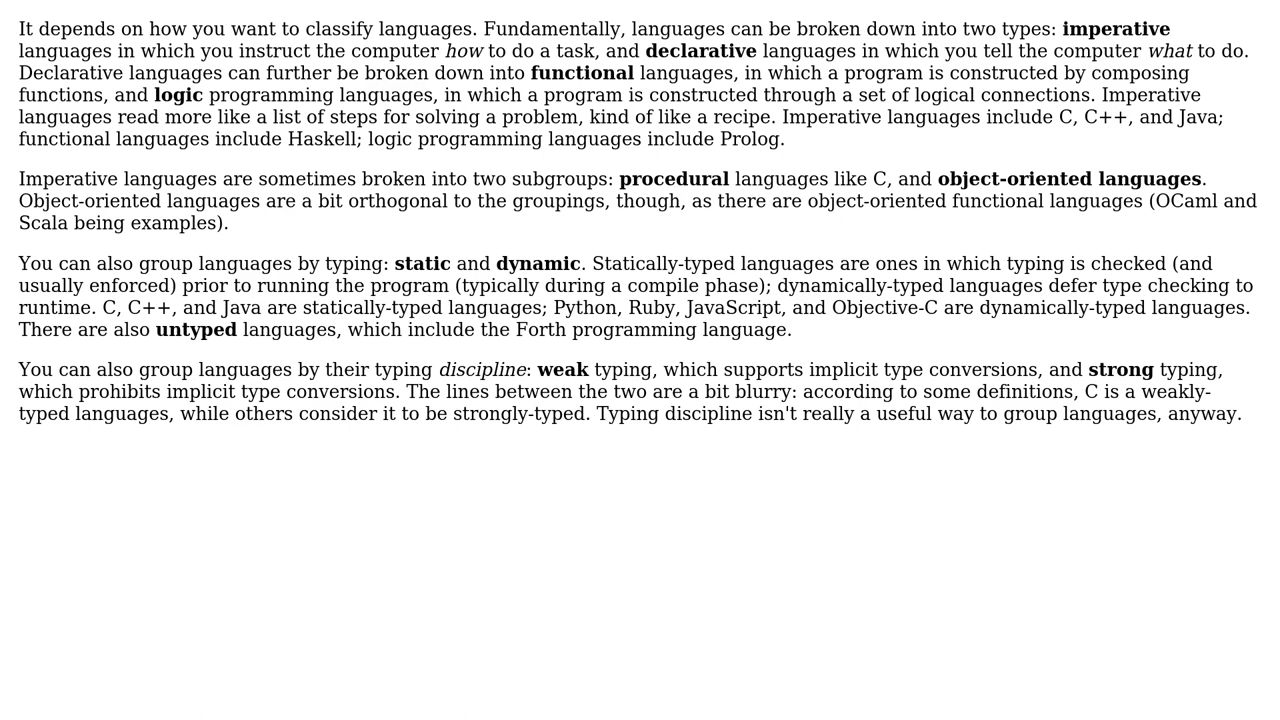 It depends on how you want to classify languages. Fundamentally, languages can be broken down into two types: imperative
languages in which you instruct the computer how to do a task, and declarative languages in which you tell the computer what to do.
Declarative languages can further be broken down into functional languages, in which a program is constructed by composing
functions, and logic programming languages, in which a program is constructed through a set of logical connections. Imperative
languages read more like a list of steps for solving a problem, kind of like a recipe. Imperative languages include C, C++, and Java;
functional languages include Haskell; logic programming languages include Prolog.
Imperative languages are sometimes broken into two subgroups: procedural languages like C, and object-oriented languages.
Object-oriented languages are a bit orthogonal to the groupings, though, as there are object-oriented functional languages (OCaml and
Scala being examples).
You can also group languages by typing: static and dynamic. Statically-typed languages are ones in which typing is checked (and
usually enforced) prior to running the program (typically during a compile phase); dynamically-typed languages defer type checking to
runtime. C, C++, and Java are statically-typed languages; Python, Ruby, JavaScript, and Objective-C are dynamically-typed languages.
There are also untyped languages, which include the Forth programming language.
You can also group languages by their typing discipline: weak typing, which supports implicit type conversions, and strong typing,
which prohibits implicit type conversions. The lines between the two are a bit blurry: according to some definitions, C is a weakly-
typed languages, while others consider it to be strongly-typed. Typing discipline isn't really a useful way to group languages, anyway.